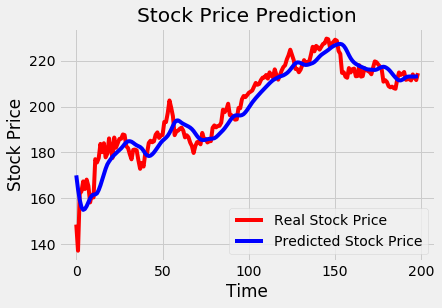 Stock Price Prediction
Stock Price
220
200
180
160
140
Real Stock Price
Predicted Stock Price
0
50
100
150
200
Time